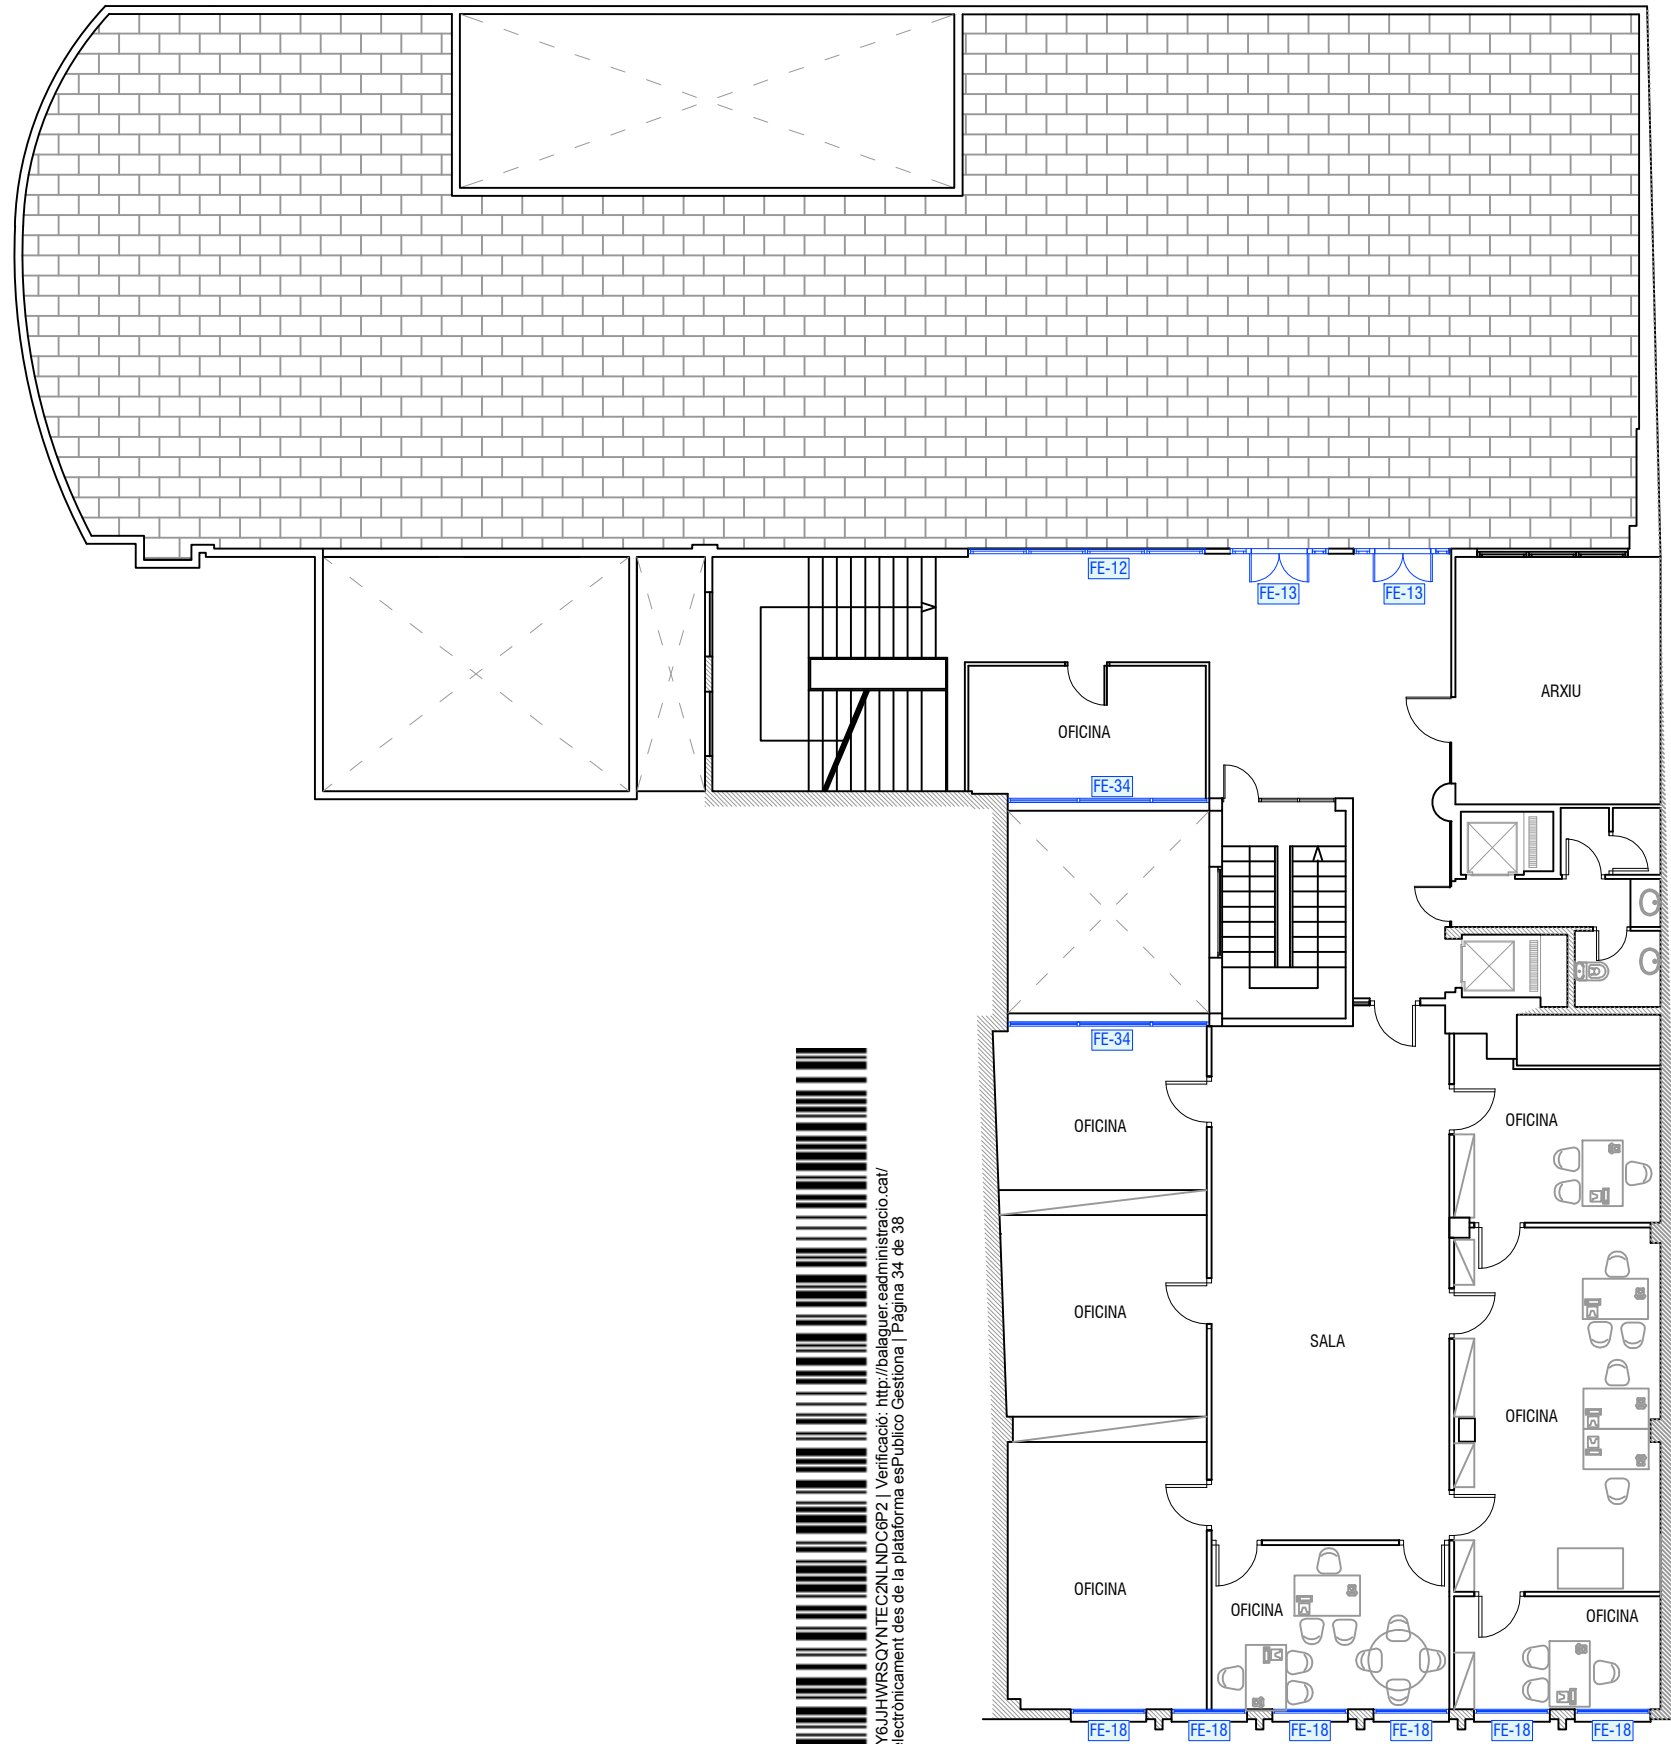 FE-12
FE-13
FE-13
ARXIU
OFICINA
FE-34
FE-34
OFICINA
OFICINA
OFICINA
SALA
OFICINA
OFICINA
OFICINA
OFICINA
FE-18
FE-18
FE-18
FE-18
FE-18
FE-18
Y6JJHWRSQYNTEC2NLNDC6P2 | Verificació: http://balaguer.eadministracio.cat/
electrònicament des de la plataforma esPublico Gestiona | Pàgina 34 de 38